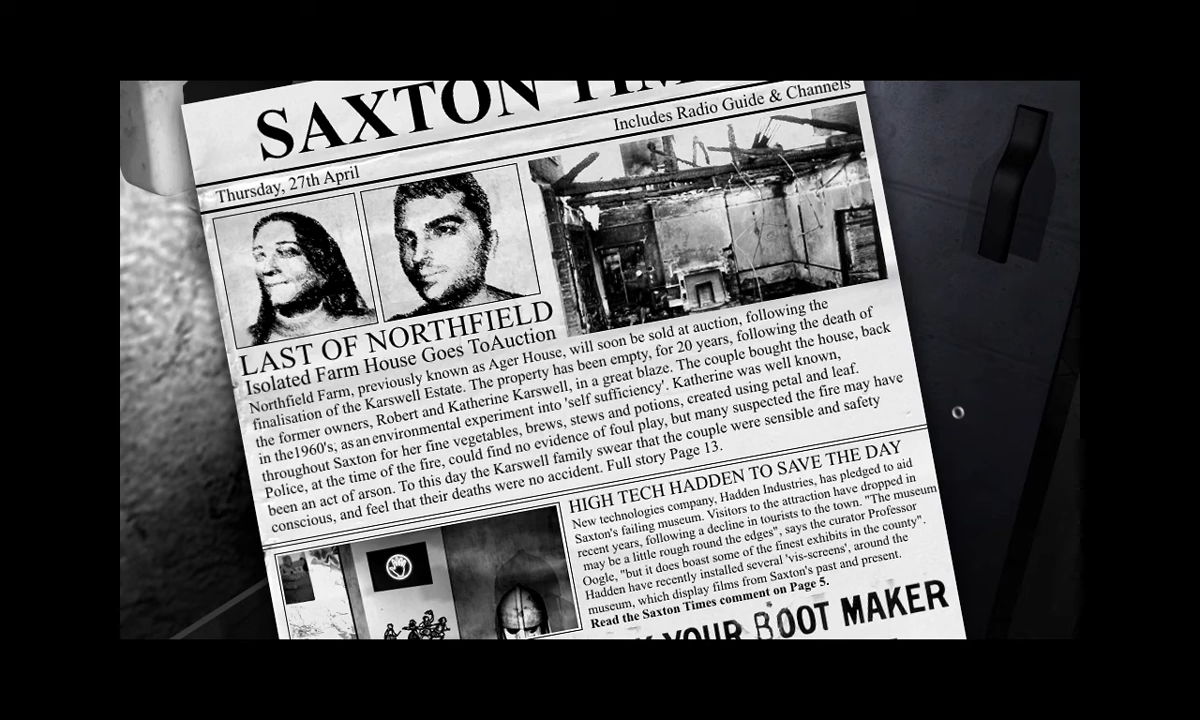 SAXTON TIM
Includes Radio Guide & Channels
Thursday, 27th April
LAST OF NORTHFIELD
Isolated Farm House Goes ToAuction
Northfield Farm, previously known as Ager House, will soon be sold at auction, following the
finalisation of the Karswell Estate. The property has been empty, for 20 years, following the death of
the former owners, Robert and Katherine Karswell, in a great blaze. The couple bought the house, back
in the1960's, as an environmental experiment into 'self sufficiency'. Katherine was well known,
throughout Saxton for her fine vegetables, brews, stews and potions, created using petal and leaf.
Police, at the time of the fire, could find no evidence of foul play, but many suspected the fire may have
been an act of arson. To this day the Karswell family swear that the couple were sensible and safety
conscious, and feel that their deaths were no accident. Full story Page 13.
HIGH TECH HADDEN TO SAVE THE DAY
New technologies company, Hadden Industries, has pledged to aid
Saxton's failing museum. Visitors to the attraction have dropped in
recent years, following a decline in tourists to the town. "The museum
may be a little rough round the edges", says the curator Professor
Oogle, "but it does boast some of the finest exhibits in the county".
Hadden have recently installed several 'vis-screens', around the
museum, which display films from Saxton's past and present.
Read the Saxton Times comment on Page 5.
YOUR BOOT MAKER